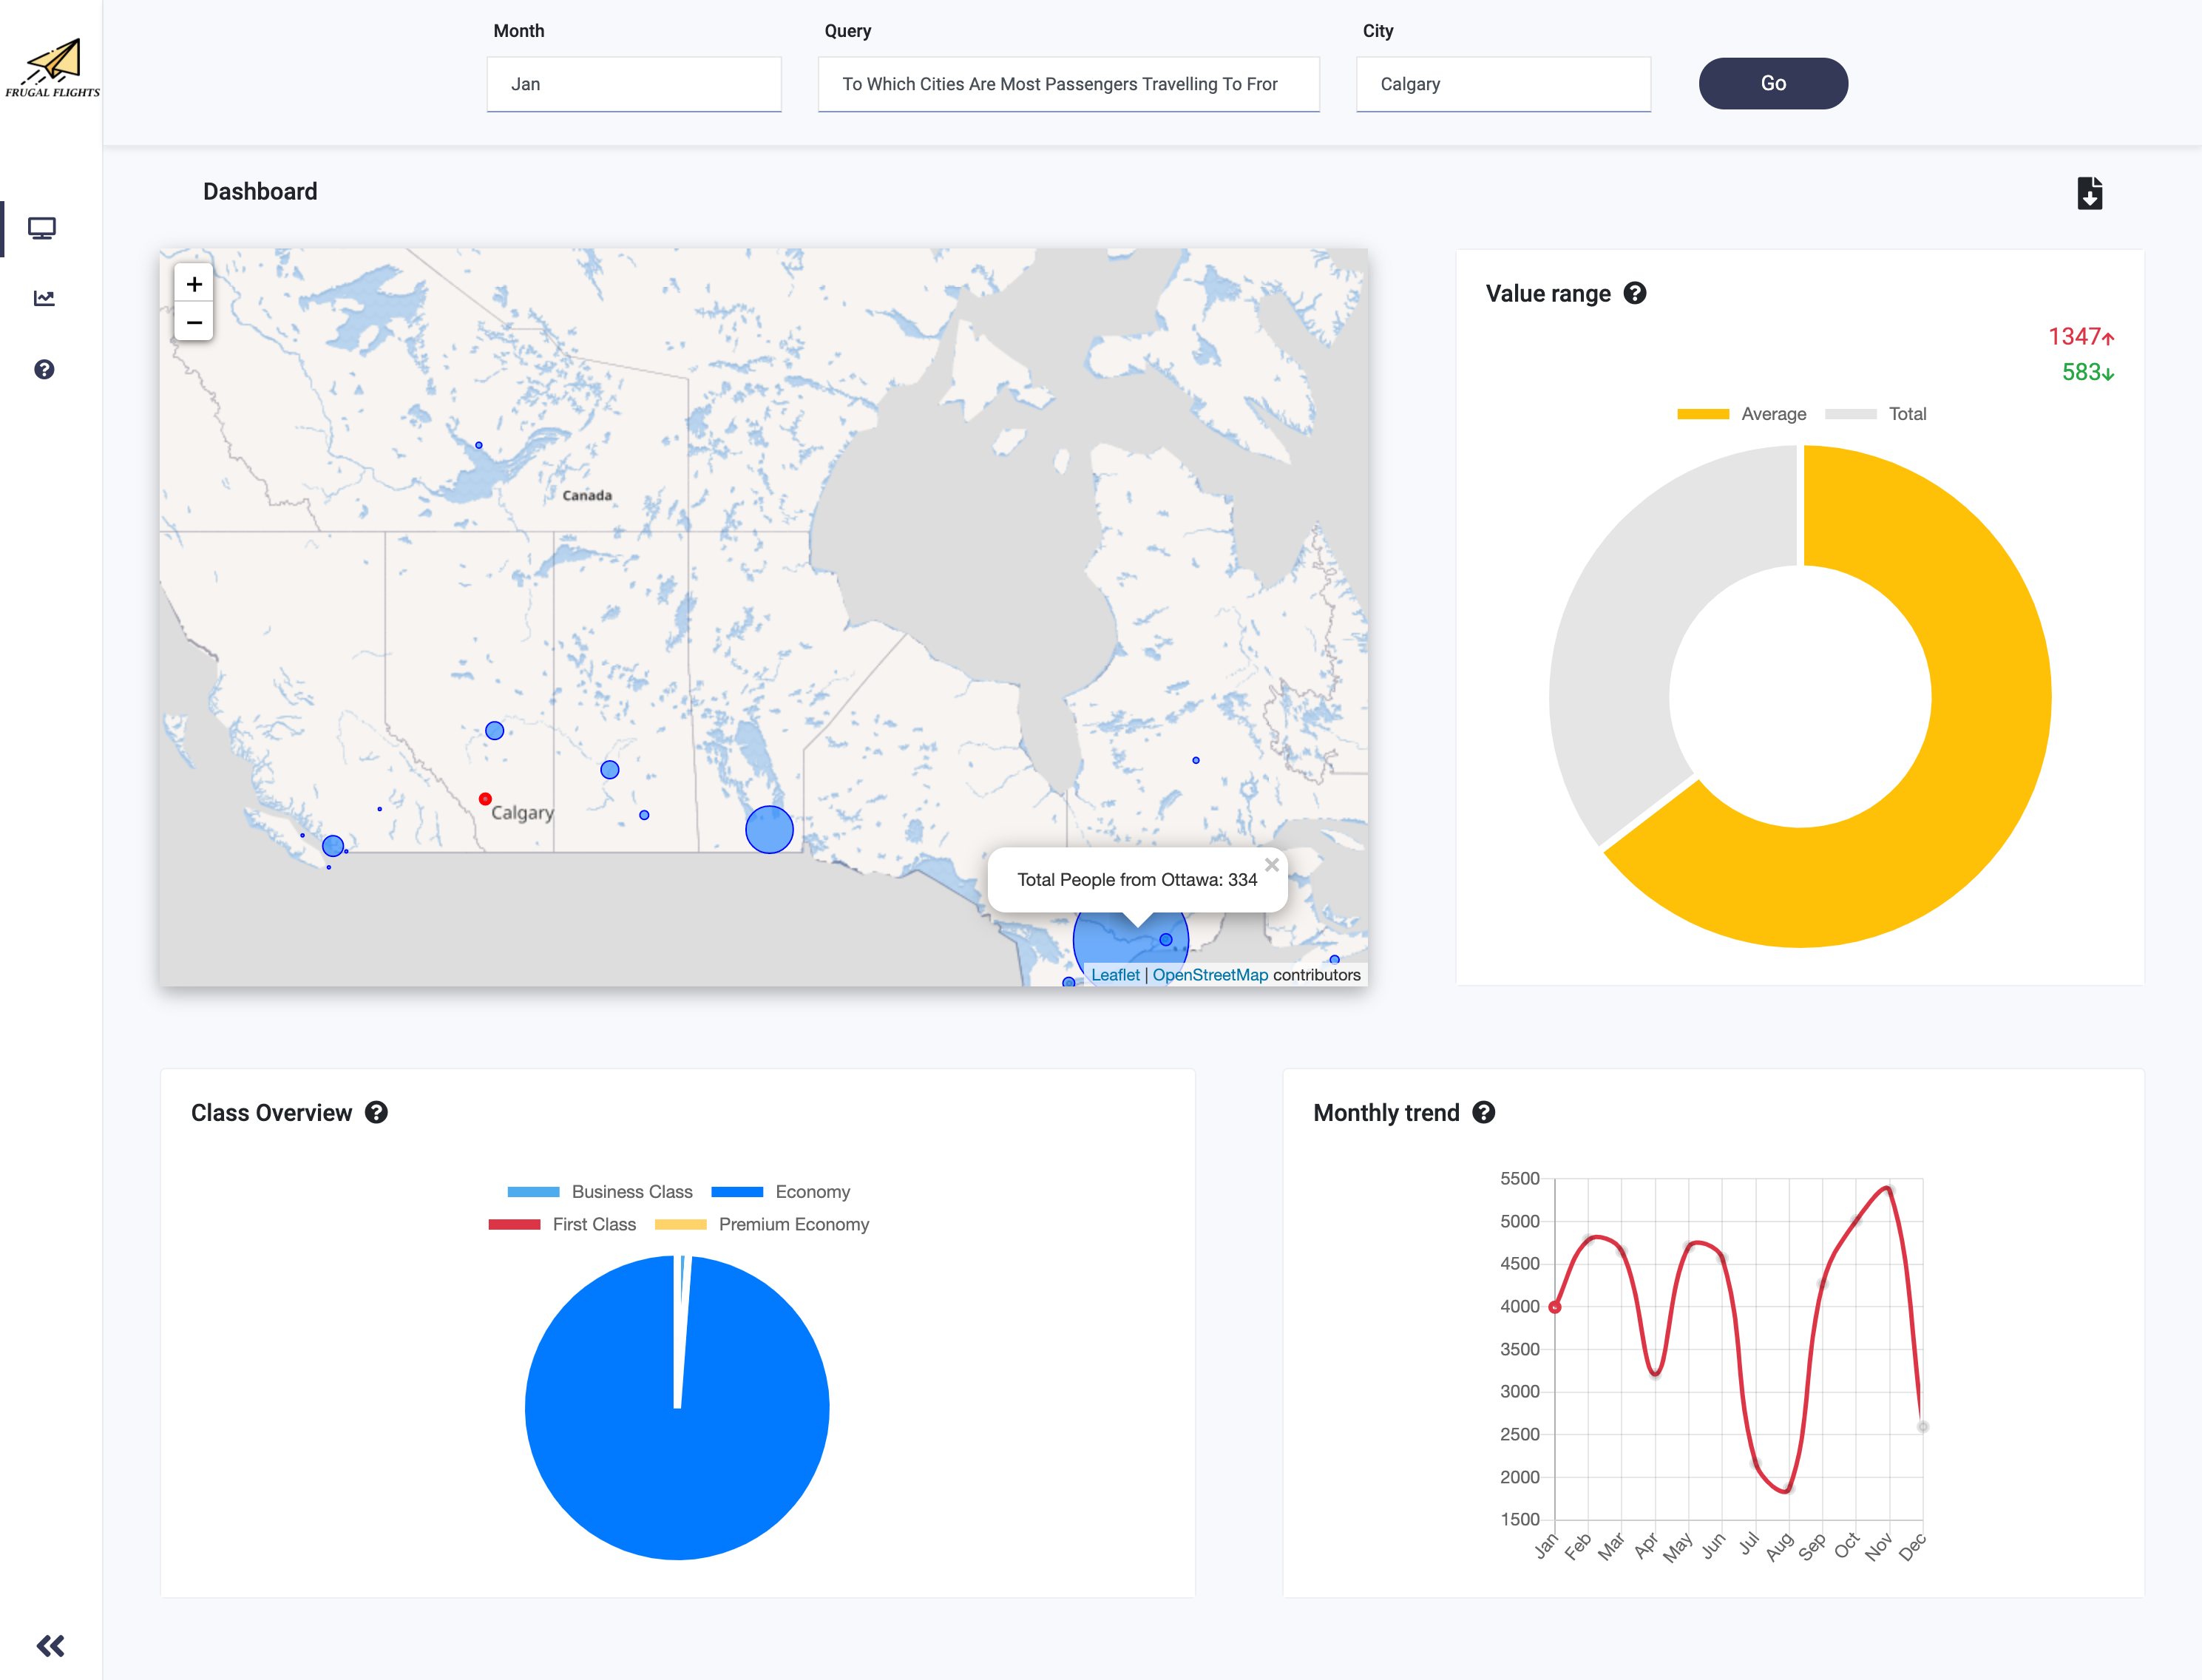 FRUGAL FLIGHTS
Month
Query
City
Jan
To Which Cities Are Most Passengers Travelling To Fror
Calgary
Go
Dashboard
+
−
Canada
Calgary
Total People from Ottawa: 334
×
Leaflet | OpenStreetMap contributors
Value range ?
1347↑
583↓
Average
Total
Class Overview ?
Business Class
Economy
First Class
Premium Economy
Monthly trend ?
5500
5000
4500
4000
3500
3000
2500
2000
1500
Jan
Feb
Mar
Apr
May
Jun
Jul
Aug
Sep
Oct
Nov
Dec